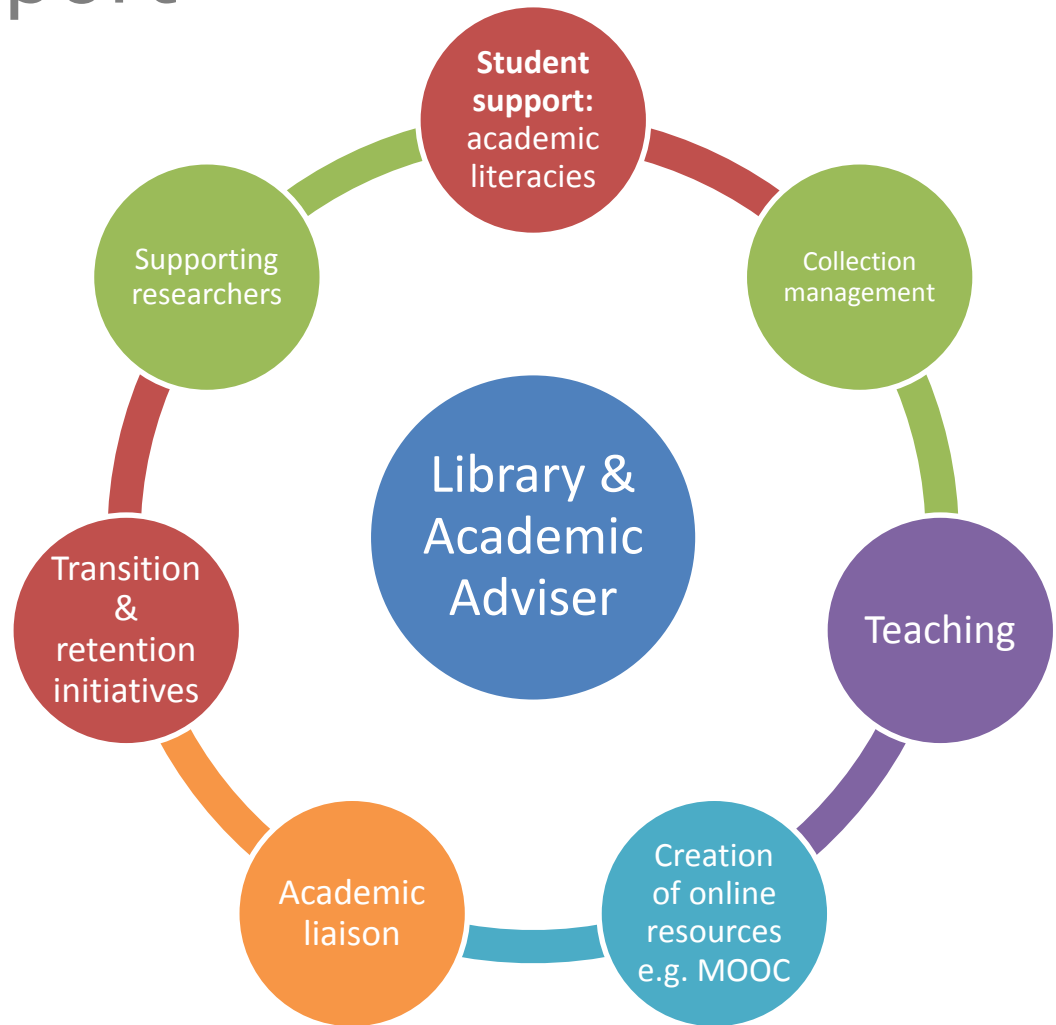 Student
support:
academic
literacies
Supporting
researchers
Collection
management
Library &
Academic
Adviser
Transition
&
retention
initiatives
Teaching
Creation
of online
resources
e.g. MOOC
Academic
liaison